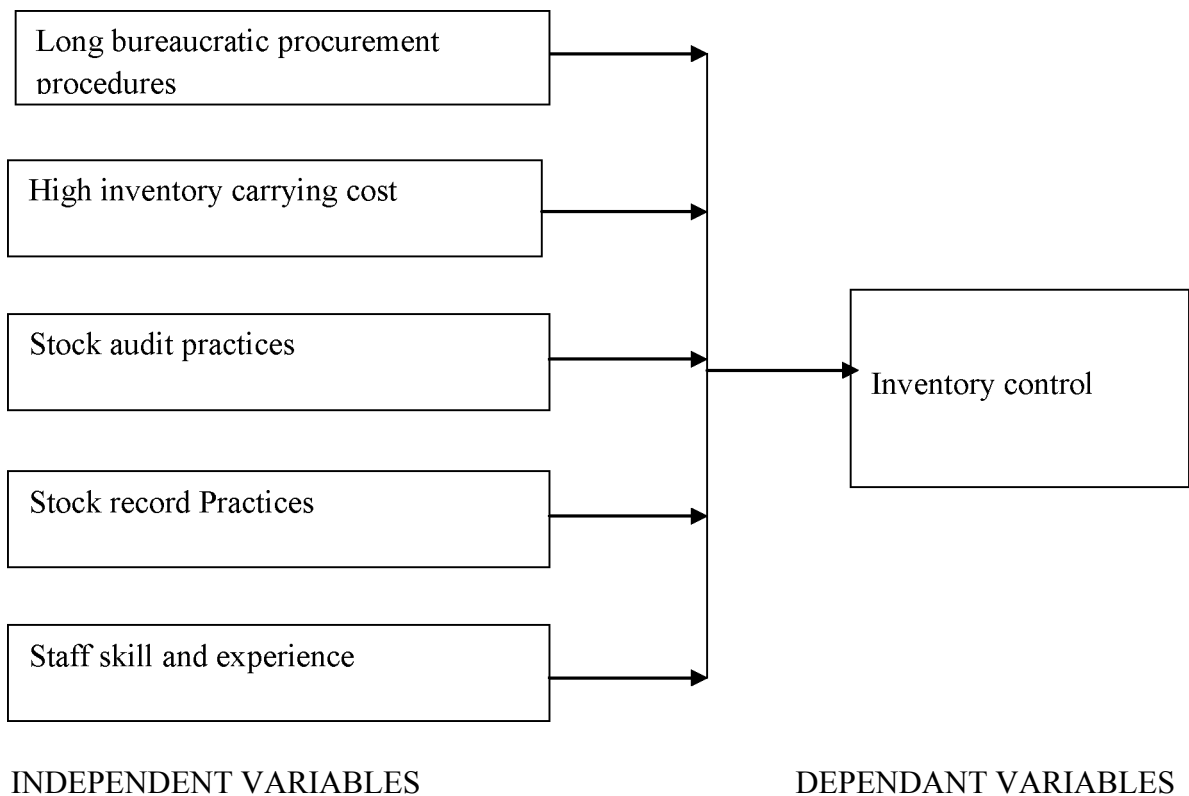 Long bureaucratic procurement
procedures
High inventory carrying cost
Stock audit practices
Inventory control
Stock record Practices
Staff skill and experience
INDEPENDENT VARIABLES
DEPENDANT VARIABLES